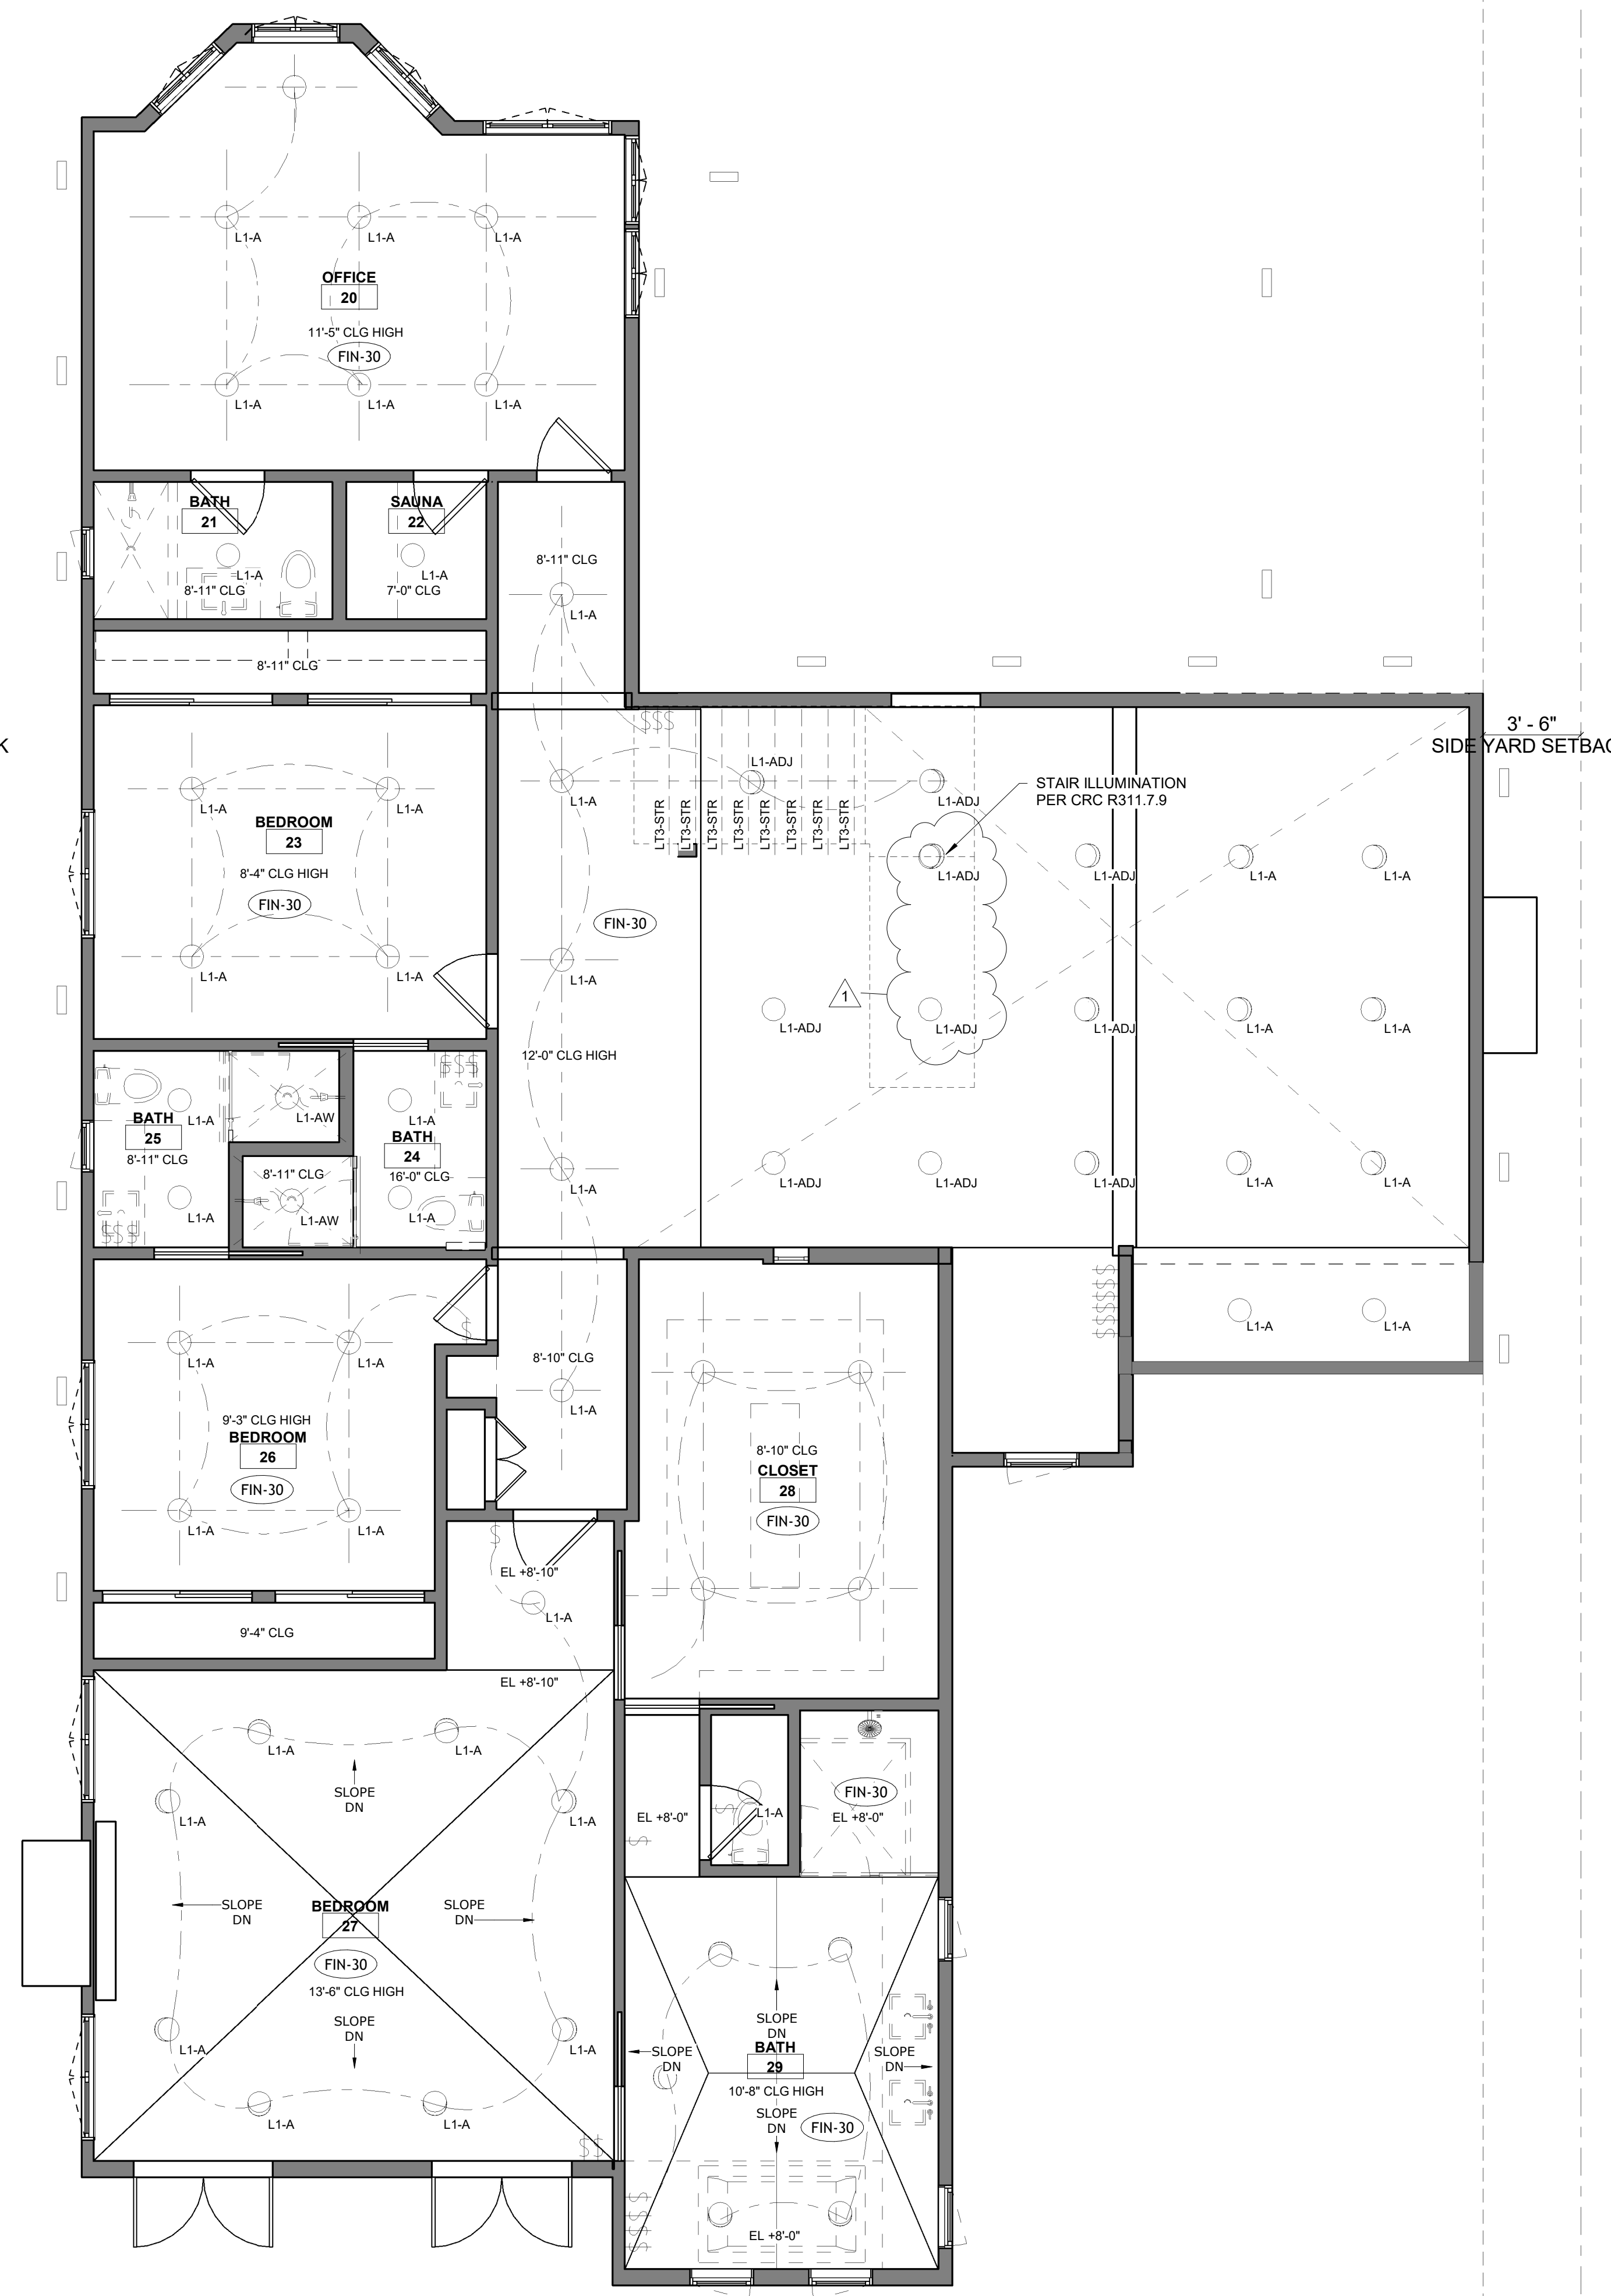 L1-A
L1-A
L1-A
OFFICE
20
11'-5" CLG HIGH
FIN-30
L1-A
L1-A
L1-A
BATH
21
L1-A
8'-11" CLG
SAUNA
22
L1-A
7'-0" CLG
8'-11" CLG
L1-A
8'-11" CLG
$$$
L1-A
L1-ADJ
L1-ADJ
STAIR ILLUMINATION
PER CRC R311.7.9
3' - 6"
SIDE YARD SETBAC
K
LT3-STR
LT3-STR
LT3-STR
LT3-STR
LT3-STR
LT3-STR
LT3-STR
LT3-STR
L1-A
L1-A
BEDROOM
23
8'-4" CLG HIGH
FIN-30
L1-A
L1-A
FIN-30
L1-ADJ
L1-ADJ
L1-A
L1-A
L1-A
1
L1-ADJ
L1-ADJ
L1-ADJ
L1-A
L1-A
12'-0" CLG HIGH
L1-A
L1-ADJ
L1-ADJ
L1-ADJ
L1-A
L1-A
BATH
25
L1-A
8'-11" CLG
L1-A
$$$
L1-AW
8'-11" CLG
L1-AW
$$$
L1-A
BATH
24
16'-0" CLG
L1-A
$$$$$$
L1-A
L1-A
$
L1-A
L1-A
9'-3" CLG HIGH
BEDROOM
26
FIN-30
L1-A
L1-A
9'-4" CLG
8'-10" CLG
L1-A
8'-10" CLG
CLOSET
28
FIN-30
$
EL +8'-10"
L1-A
EL +8'-10"
L1-A
L1-A
SLOPE
DN
L1-A
L1-A
SLOPE
DN
SLOPE
DN
BEDROOM
27
FIN-30
13'-6" CLG HIGH
SLOPE
DN
L1-A
L1-A
L1-A
L1-A
$$
EL +8'-0"
$
$
L1-A
FIN-30
EL +8'-0"
SLOPE
DN
BATH
29
SLOPE
DN
SLOPE
DN
10'-8" CLG HIGH
SLOPE
DN
FIN-30
$$$$
EL +8'-0"